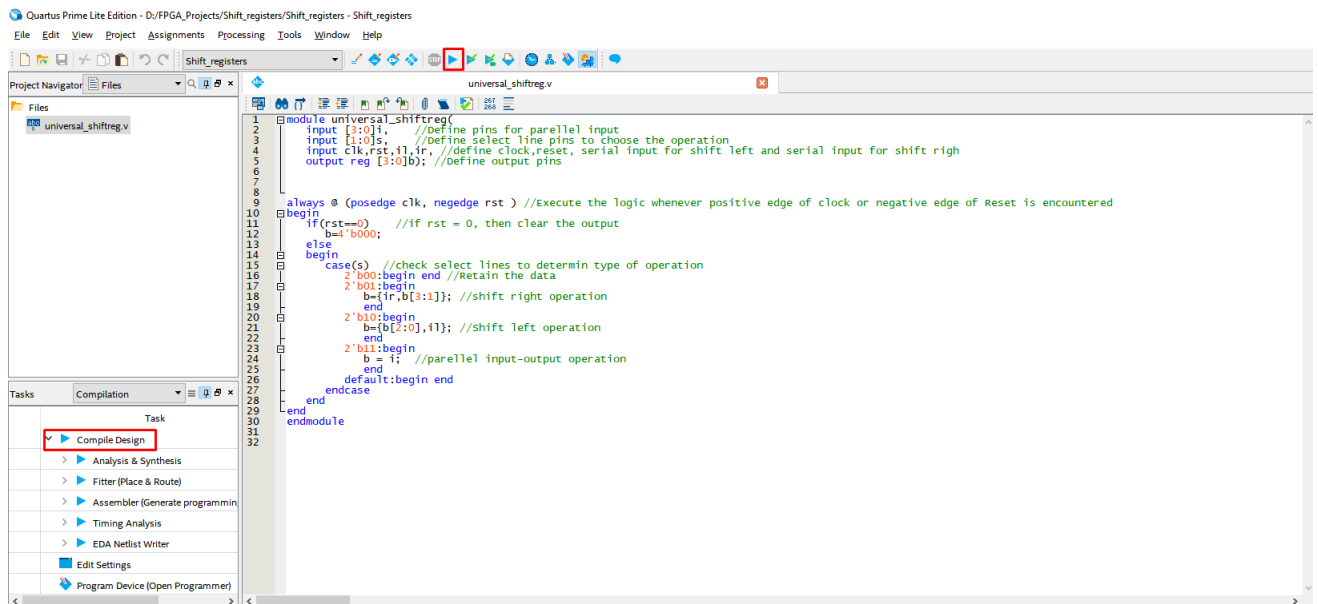 Quartus Prime Lite Edition - D:/FPGA_Projects/Shift_registers/Shift_registers - Shift_registers
File Edit View Project Assignments Processing Tools Window Help
Shift_registers
Project Navigator Files
universal_shiftreg.v
Files
universal_shiftreg.v
267
268
1 module universal_shiftreg(
2 input [3:0]i, //Define pins for parellel input
3 input [1:0]s, //Define select line pins to choose the operation
4 input clk,rst,il,ir, //define clock,reset, serial input for shift left and serial input for shift righ
5 output reg [3:0]b); //Define output pins
6
7
8
9 always @ (posedge clk, negedge rst ) //Execute the logic whenever positive edge of clock or negative edge of Reset is encountered
10 begin
11 if(rst==0) //if rst = 0, then clear the output
12 b=4'b000;
13 else
14 begin
15 case(s) //check select lines to determin type of operation
16 2'b00:begin end //Retain the data
17 2'b01:begin
18 b={ir,b[3:1]}; //shift right operation
19 end
20 2'b10:begin
21 b={b[2:0],il}; //Shift left operation
22 end
23 2'b11:begin
24 b = i; //parellel input-output operation
25 end
26 default:begin end
27 endcase
28 end
29 end
30 endmodule
31
32
Tasks Compilation
Task
Compile Design
Analysis & Synthesis
Fitter (Place & Route)
Assembler (Generate programmin
Timing Analysis
EDA Netlist Writer
Edit Settings
Program Device (Open Programmer)